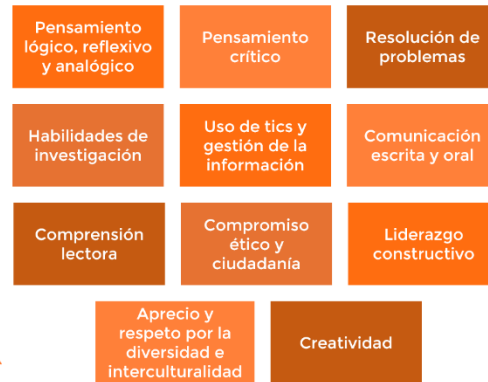 Pensamiento
lógico, reflexivo
y analógico
Pensamiento
crítico
Resolución de
problemas
Habilidades de
investigación
Uso de tics y
gestión de la
información
Comunicación
escrita y oral
Comprensión
lectora
Compromiso
ético y
ciudadanía
Liderazgo
constructivo
Aprecio y
respeto por la
diversidad e
interculturalidad
Creatividad